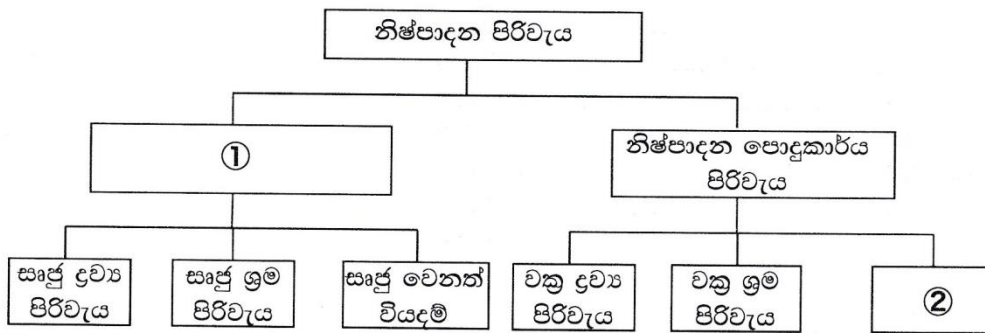 නිෂ්පාදන පිරිවැය
①
නිෂ්පාදන පොදුකාර්ය
පිරිවැය
සෘජු ද්‍රව්‍ය
පිරිවැය
සෘජු ශ්‍රම
පිරිවැය
සෘජු වෙනත්
වියදම්
වක්‍ර ද්‍රව්‍ය
පිරිවැය
වක්‍ර ශ්‍රම
පිරිවැය
②